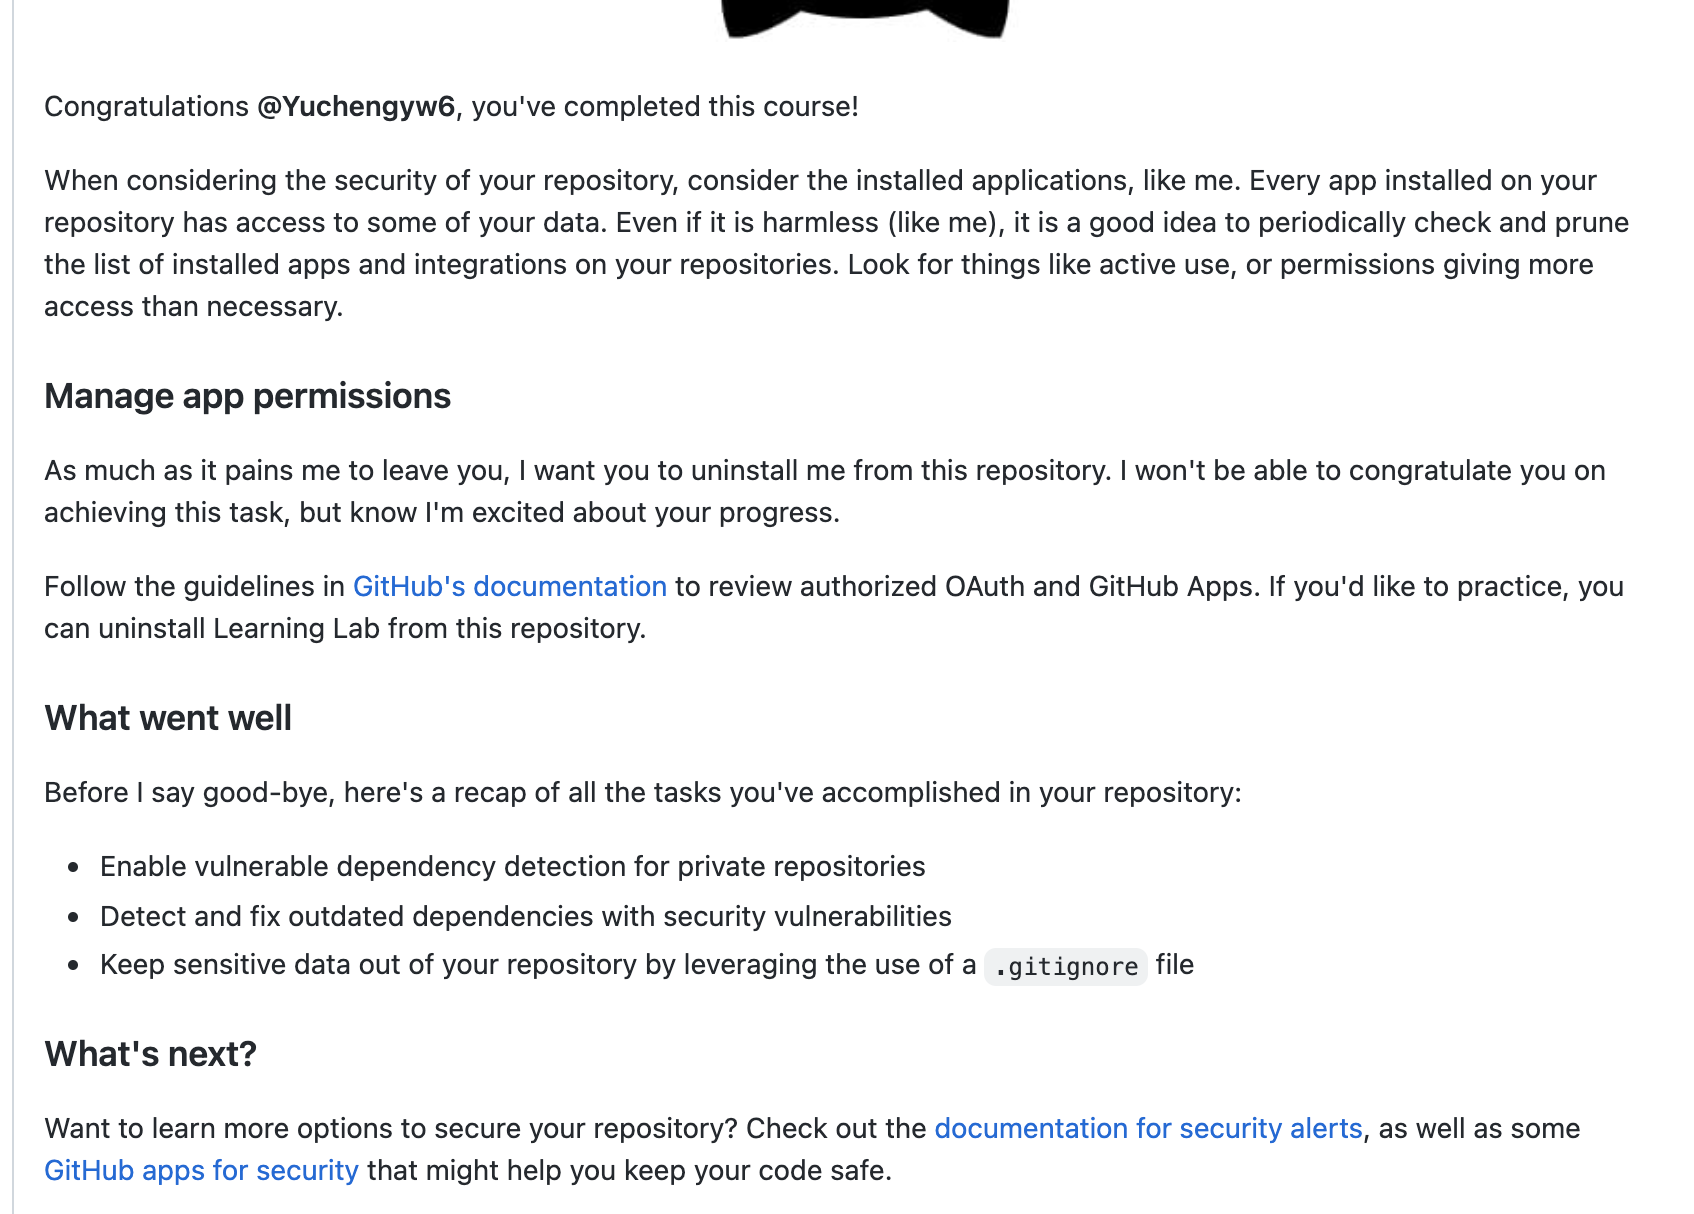 Congratulations @Yuchengyw6, you've completed this course!
When considering the security of your repository, consider the installed applications, like me. Every app installed on your
repository has access to some of your data. Even if it is harmless (like me), it is a good idea to periodically check and prune
the list of installed apps and integrations on your repositories. Look for things like active use, or permissions giving more
access than necessary.
Manage app permissions
As much as it pains me to leave you, I want you to uninstall me from this repository. I won't be able to congratulate you on
achieving this task, but know I'm excited about your progress.
Follow the guidelines in GitHub's documentation to review authorized OAuth and GitHub Apps. If you'd like to practice, you
can uninstall Learning Lab from this repository.
What went well
Before I say good-bye, here's a recap of all the tasks you've accomplished in your repository:
• Enable vulnerable dependency detection for private repositories
• Detect and fix outdated dependencies with security vulnerabilities
• Keep sensitive data out of your repository by leveraging the use of a .gitignore file
What's next?
Want to learn more options to secure your repository? Check out the documentation for security alerts, as well as some
GitHub apps for security that might help you keep your code safe.